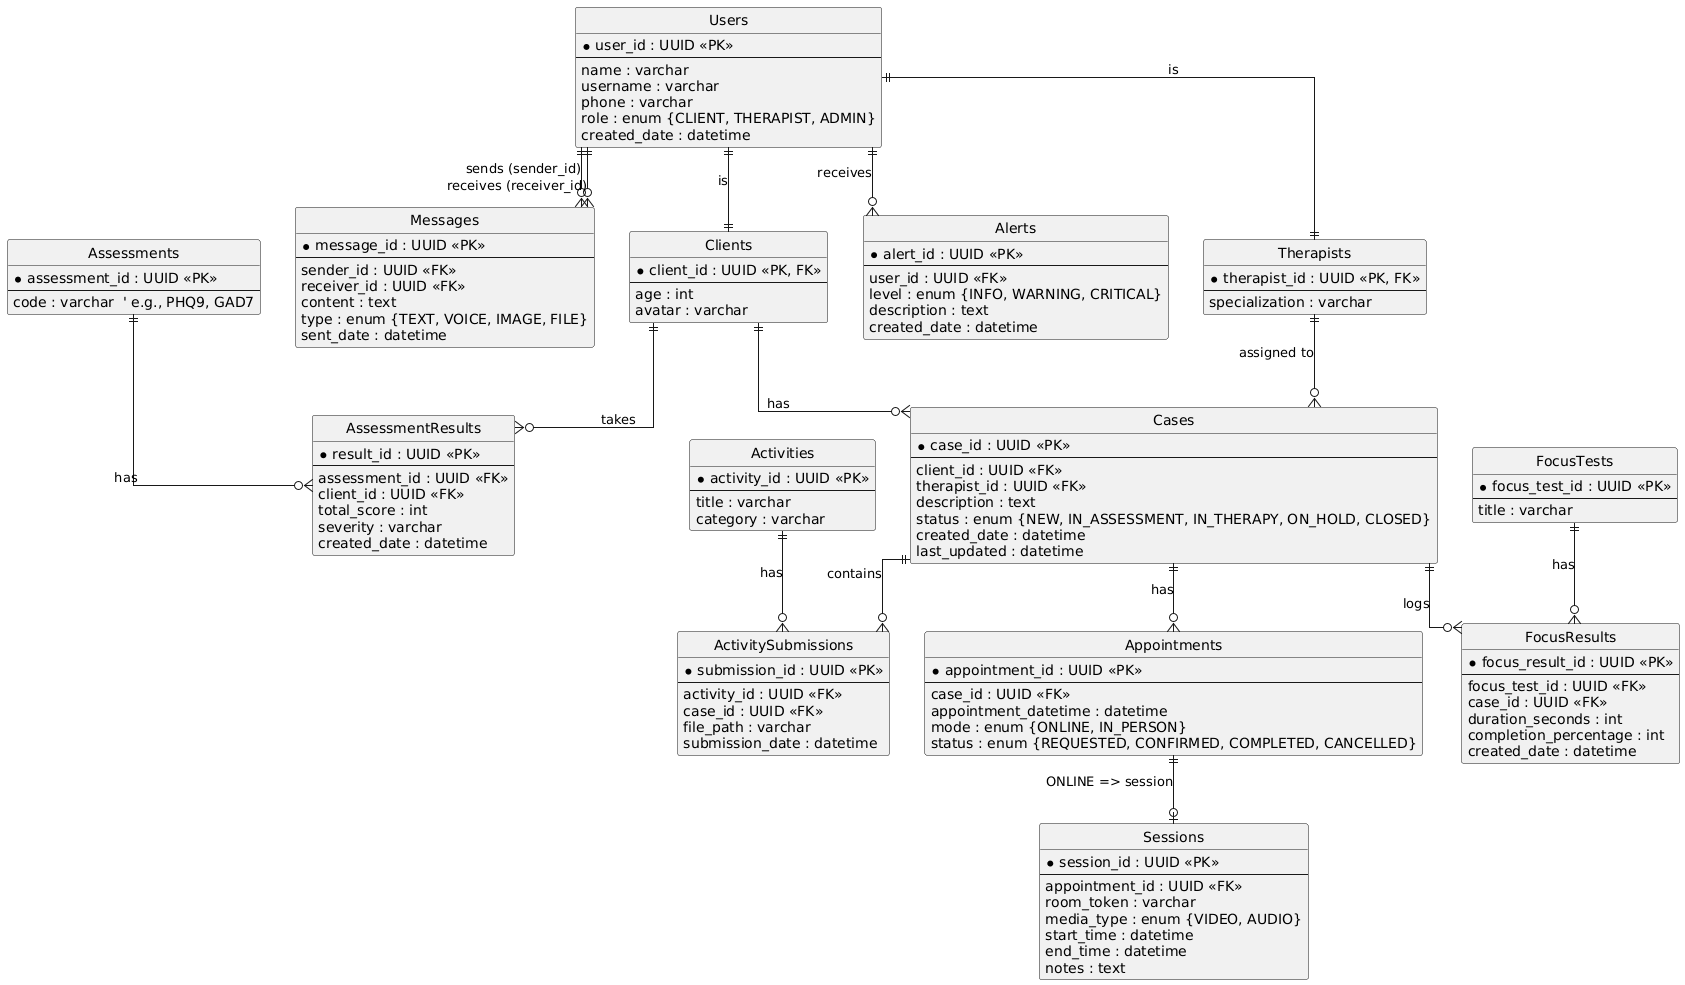 Users
user_id : UUID «PK»
name : varchar
username : varchar
phone : varchar
role : enum {CLIENT, THERAPIST, ADMIN}
created_date : datetime
is
sends (sender_id)
receives (receiver_id)
is
receives
Messages
message_id : UUID «PK»
sender_id : UUID «FK»
receiver_id : UUID «FK»
content : text
type : enum {TEXT, VOICE, IMAGE, FILE}
sent_date : datetime
Clients
client_id : UUID «PK, FK»
age : int
avatar : varchar
Alerts
alert_id : UUID «PK»
user_id : UUID «FK»
level : enum {INFO, WARNING, CRITICAL}
description : text
created_date : datetime
Therapists
therapist_id : UUID «PK, FK»
specialization : varchar
Assessments
assessment_id : UUID «PK»
code : varchar ' e.g., PHQ9, GAD7
assigned to
takes
has
has
AssessmentResults
result_id : UUID «PK»
assessment_id : UUID «FK»
client_id : UUID «FK»
total_score : int
severity : varchar
created_date : datetime
Activities
activity_id : UUID «PK»
title : varchar
category : varchar
Cases
case_id : UUID «PK»
client_id : UUID «FK»
therapist_id : UUID «FK»
description : text
status : enum {NEW, IN_ASSESSMENT, IN_THERAPY, ON_HOLD, CLOSED}
created_date : datetime
last_updated : datetime
FocusTests
focus_test_id : UUID «PK»
title : varchar
has
contains
has
logs
has
ActivitySubmissions
submission_id : UUID «PK»
activity_id : UUID «FK»
case_id : UUID «FK»
file_path : varchar
submission_date : datetime
Appointments
appointment_id : UUID «PK»
case_id : UUID «FK»
appointment_datetime : datetime
mode : enum {ONLINE, IN_PERSON}
status : enum {REQUESTED, CONFIRMED, COMPLETED, CANCELLED}
FocusResults
focus_result_id : UUID «PK»
focus_test_id : UUID «FK»
case_id : UUID «FK»
duration_seconds : int
completion_percentage : int
created_date : datetime
ONLINE => session
Sessions
session_id : UUID «PK»
appointment_id : UUID «FK»
room_token : varchar
media_type : enum {VIDEO, AUDIO}
start_time : datetime
end_time : datetime
notes : text